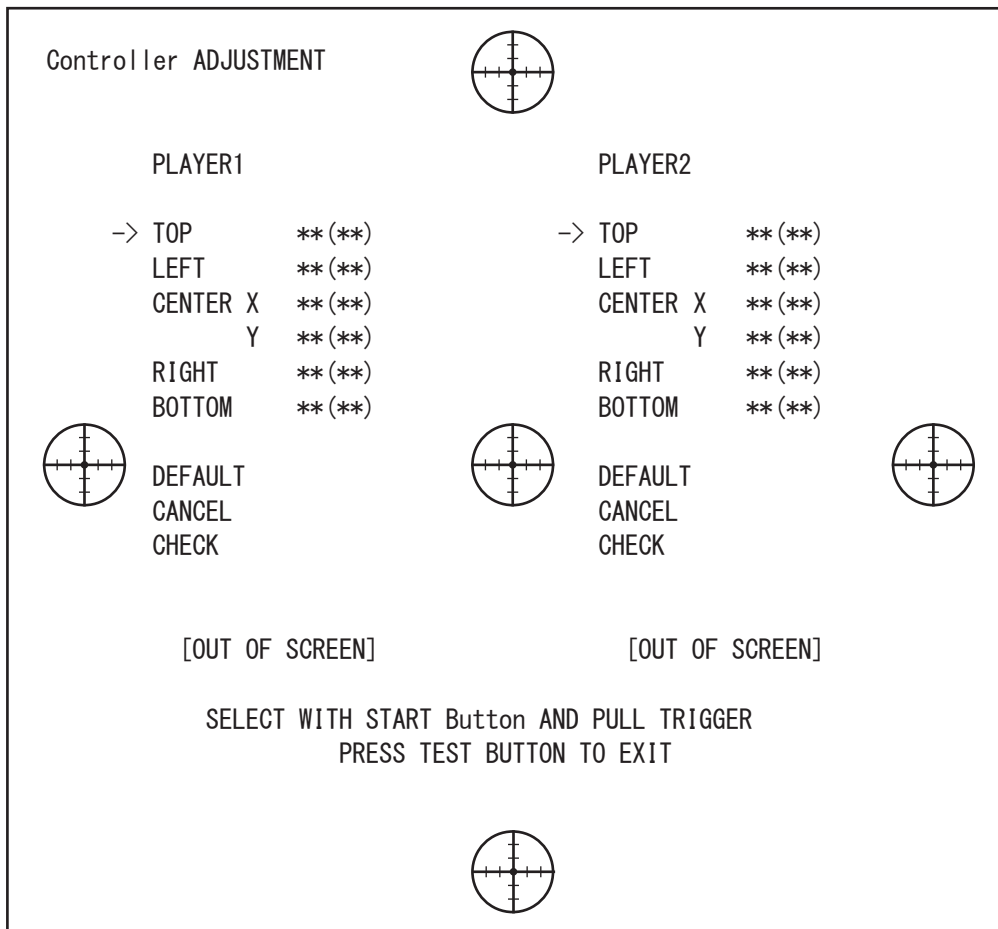 Controller ADJUSTMENT
PLAYER1 PLAYER2
-> TOP **(**) -> TOP **(**)
LEFT **(**) LEFT **(**)
CENTER X **(**) CENTER X **(**)
Y **(**) Y **(**)
RIGHT **(**) RIGHT **(**)
BOTTOM **(**) BOTTOM **(**)
DEFAULT DEFAULT
CANCEL CANCEL
CHECK CHECK
[OUT OF SCREEN] [OUT OF SCREEN]
SELECT WITH START Button AND PULL TRIGGER
PRESS TEST BUTTON TO EXIT